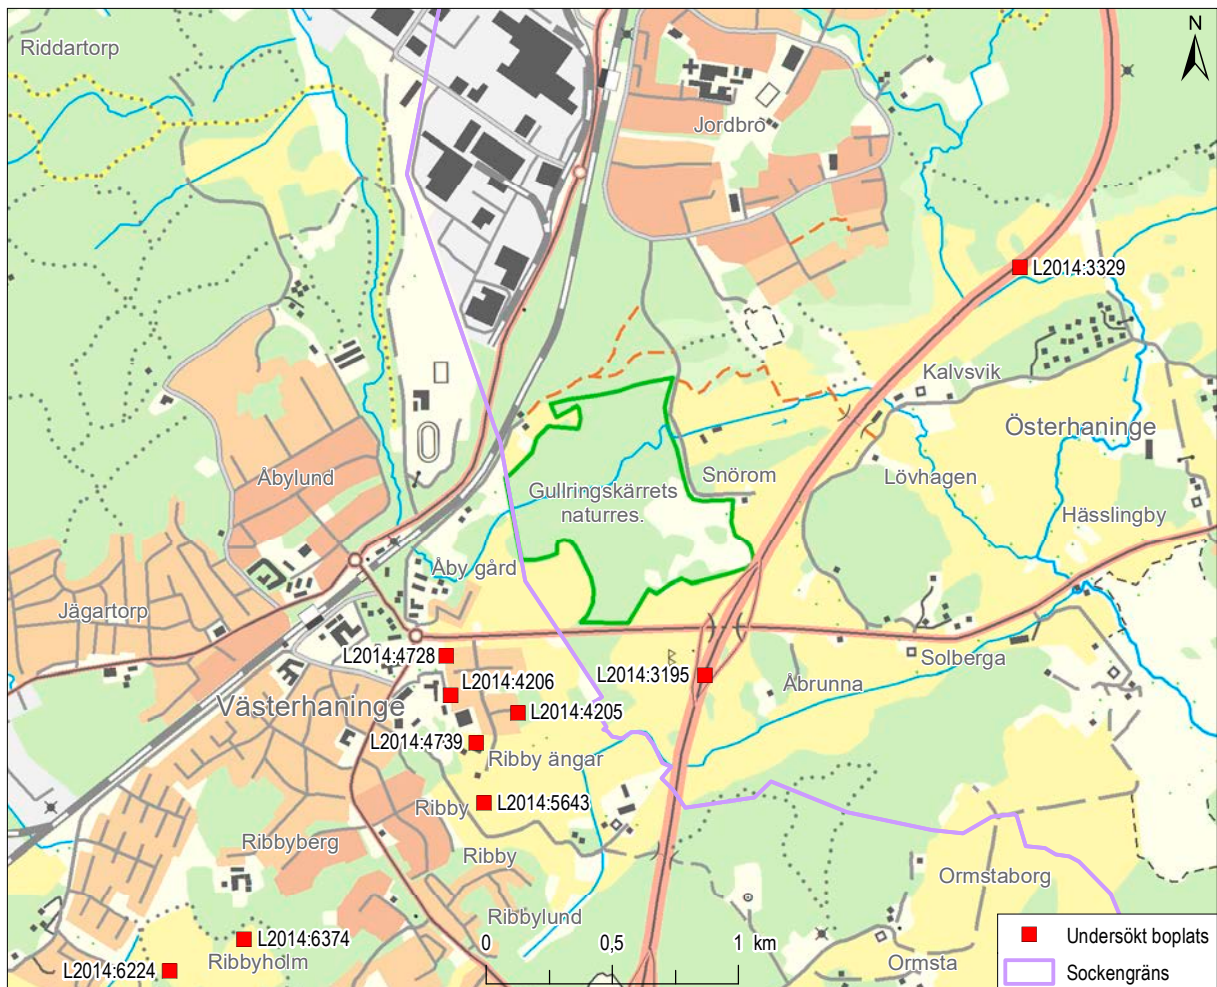 Riddartorp
N
Jordbro
L2014:3329
Kalvsvik
Österhaninge
Åbylund
Gullringskärrets
naturres.
Snörom
Lövhagen
Hässlingby
Åby gård
Jägartorp
L2014:4728
L2014:3195
Solberga
Åbrunna
L2014:4206
Västerhaninge
L2014:4205
L2014:4739
Ribby ängar
Ribby
L2014:5643
Ribbyberg
Ribby
Ormstaborg
Ribbylund
L2014:6374
Ribbyholm
L2014:6224
0 0,5 1 km
Ormsta
Undersökt boplats
Sockengräns